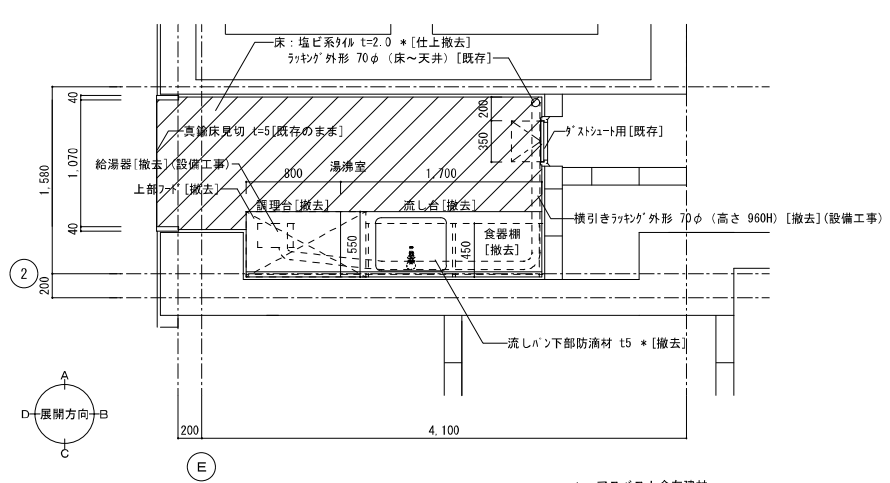 床：塩ビ系ﾀｲﾙ t=2.0 *[仕上撤去]
ﾗｯｷﾝｸﾞ外形 70φ (床～天井) [既存]
40
200
真鍮床見切 t=5[既存のまま]
350
ﾀﾞｽﾄｼｭｰﾄ用[既存]
1,580
1,070
給湯器[撤去](設備工事)
湯沸室
800
1,700
上部ﾌｰﾄﾞ[撤去]
調理台[撤去]
流し台[撤去]
横引きﾗｯｷﾝｸﾞ外形 70φ (高さ 960H) [撤去](設備工事)
40
550
450
食器棚
[撤去]
2
200
流しﾊﾟﾝ下部防滴材 t5 *[撤去]
A
D
展開方向
B
C
200
4,100
E